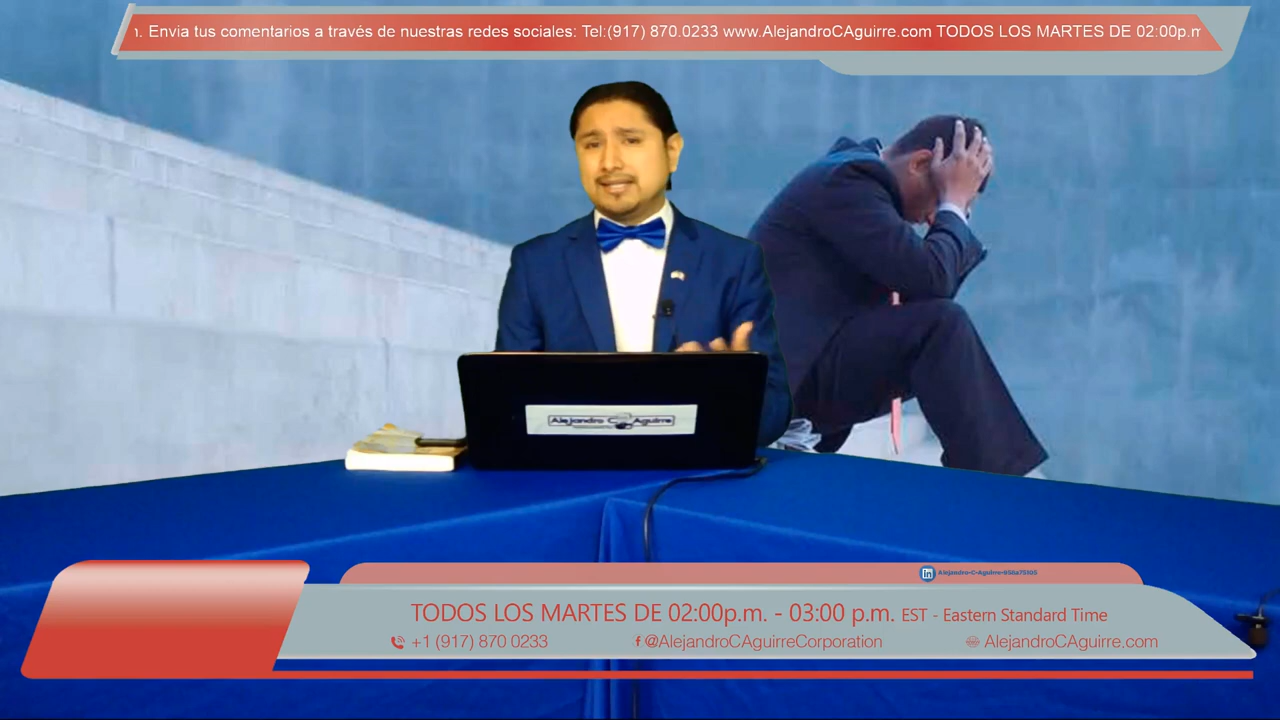 n. Envia tus comentarios a través de nuestras redes sociales: Tel:(917) 870.0233 www.AlejandroCAguirre.com TODOS LOS MARTES DE 02:00p.m
Alejandro C Aguirre
Alejandro-C-Aguirre-
TODOS LOS MARTES DE 02:00p.m. - 03:00 p.m. EST - Eastern Standard Time
+1 (917) 870 0233 @AlejandroCAguirreCorporation AlejandroCAguirre.com